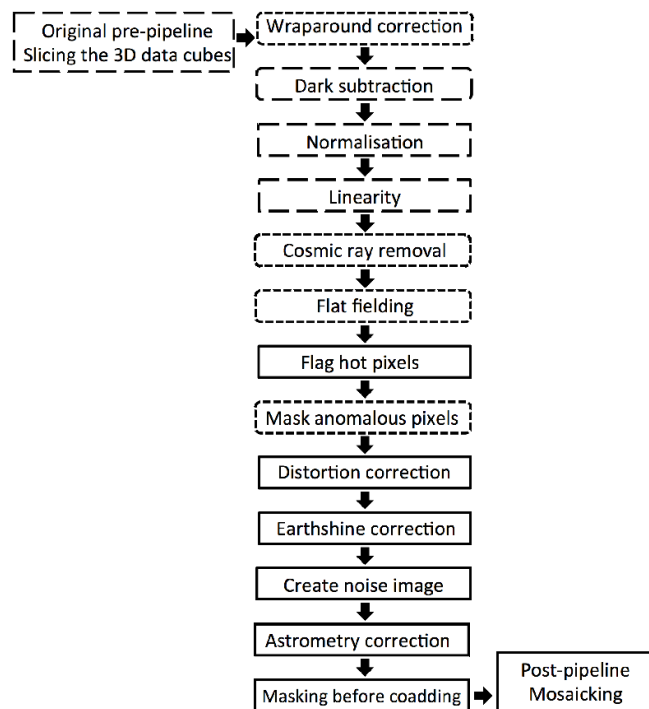 Original pre-pipeline
Slicing the 3D data cubes
Wraparound correction
Dark subtraction
Normalisation
Linearity
Cosmic ray removal
Flat fielding
Flag hot pixels
Mask anomalous pixels
Distortion correction
Earthshine correction
Create noise image
Astrometry correction
Masking before coadding
Post-pipeline
Mosaicking